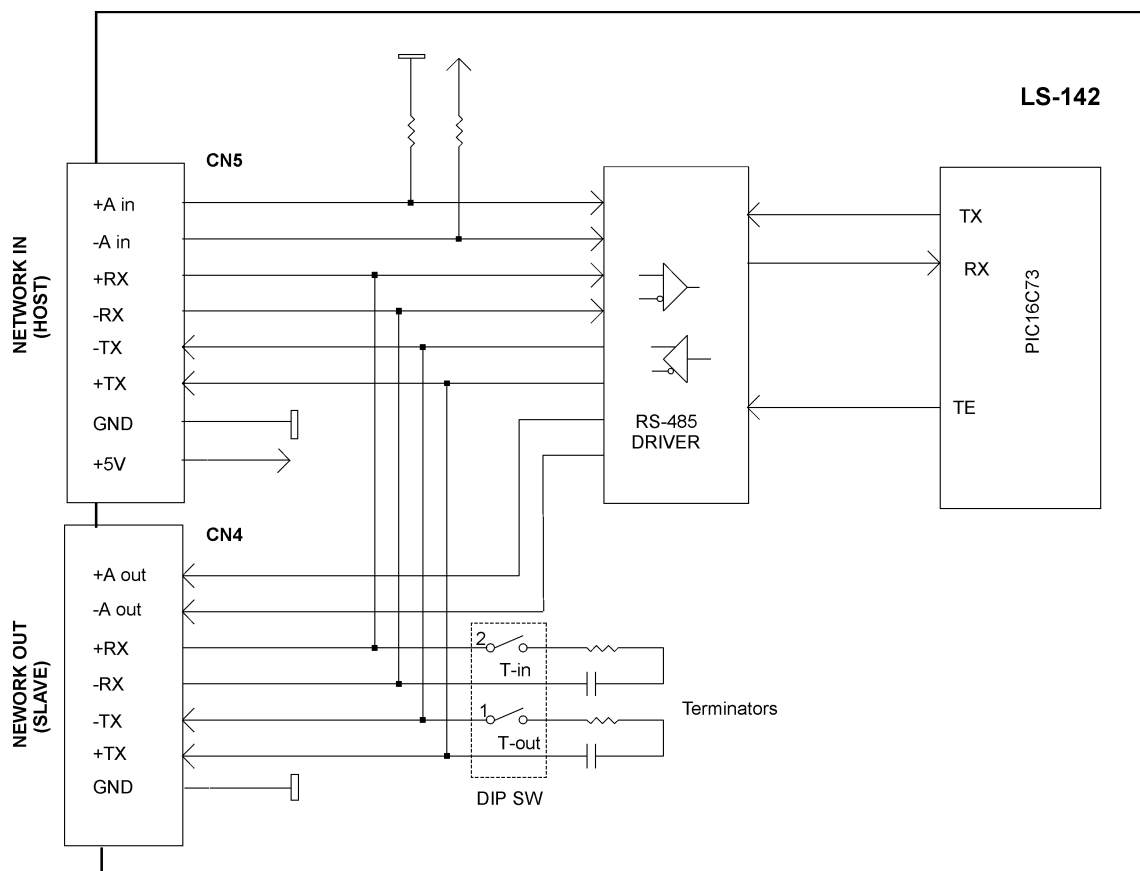 LS-142
CN5
NETWORK IN
(HOST)
+A in
-A in
+RX
-RX
-TX
+TX
GND
+5V
RS-485
DRIVER
TX
RX
TE
PIC16C73
CN4
NEWORK OUT
(SLAVE)
+A out
-A out
+RX
-RX
-TX
+TX
GND
2
T-in
1
T-out
DIP SW
Terminators